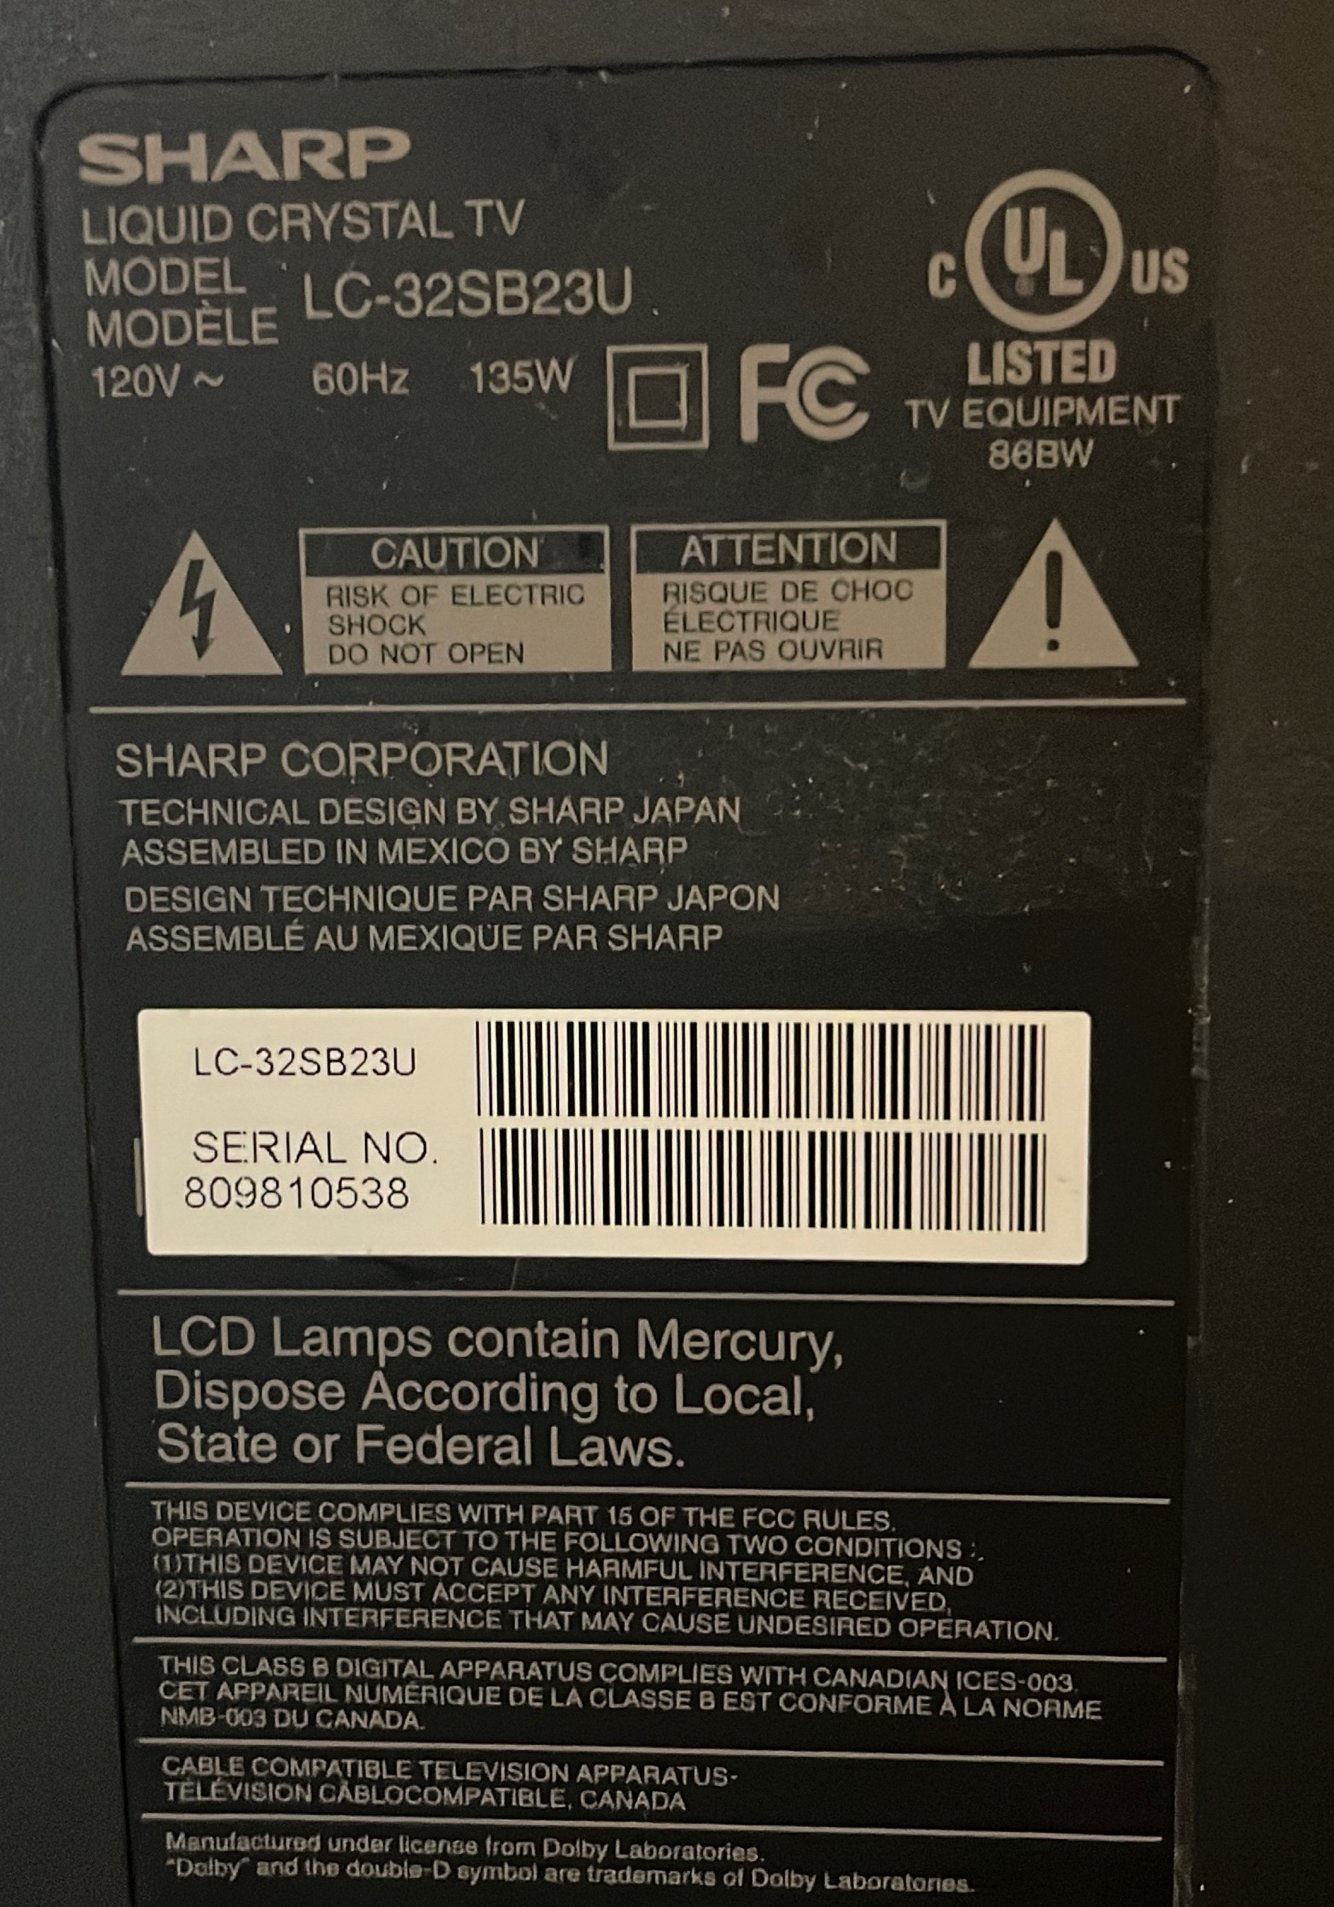 SHARP
LIQUID CRYSTAL TV
MODEL
MODÈLE LC-32SB23U
120V ~ 60Hz 135W FC
C UL US
LISTED
TV EQUIPMENT
86BW
CAUTION
RISK OF ELECTRIC
SHOCK
DO NOT OPEN
ATTENTION
RISQUE DE CHOC
ÉLECTRIQUE
NE PAS OUVRIR
SHARP CORPORATION
TECHNICAL DESIGN BY SHARP JAPAN
ASSEMBLED IN MEXICO BY SHARP
DESIGN TECHNIQUE PAR SHARP JAPON
ASSEMBLÉ AU MEXIQUE PAR SHARP
LC-32SB23U
SERIAL NO.
809810538
LCD Lamps contain Mercury,
Dispose According to Local,
State or Federal Laws.
THIS DEVICE COMPLIES WITH PART 15 OF THE FCC RULES.
OPERATION IS SUBJECT TO THE FOLLOWING TWO CONDITIONS :
(1)THIS DEVICE MAY NOT CAUSE HARMFUL INTERFERENCE, AND
(2)THIS DEVICE MUST ACCEPT ANY INTERFERENCE RECEIVED,
INCLUDING INTERFERENCE THAT MAY CAUSE UNDESIRED OPERATION.
THIS CLASS B DIGITAL APPARATUS COMPLIES WITH CANADIAN ICES-003.
CET APPAREIL NUMÉRIQUE DE LA CLASSE B EST CONFORME À LA NORME
NMB-003 DU CANADA.
CABLE COMPATIBLE TELEVISION APPARATUS-
TÉLÉVISION CÂBLOCOMPATIBLE, CANADA
Manufactured under license from Dolby Laboratories.
"Dolby" and the double-D symbol are trademarks of Dolby Laboratories.